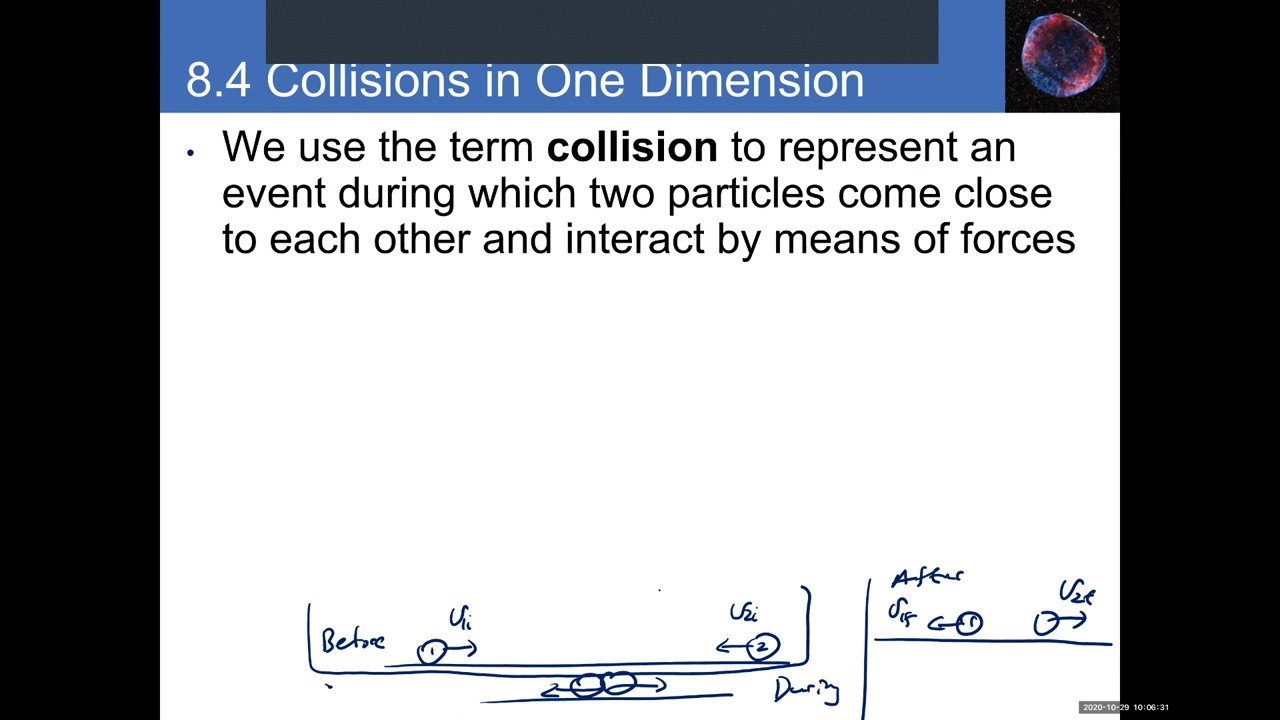 8.4 Collisions in One Dimension
• We use the term collision to represent an
event during which two particles come close
to each other and interact by means of forces
After
v1i
v2i
v1f
1
v2f
Before
1
2
During
2020-10-29 10:06:31